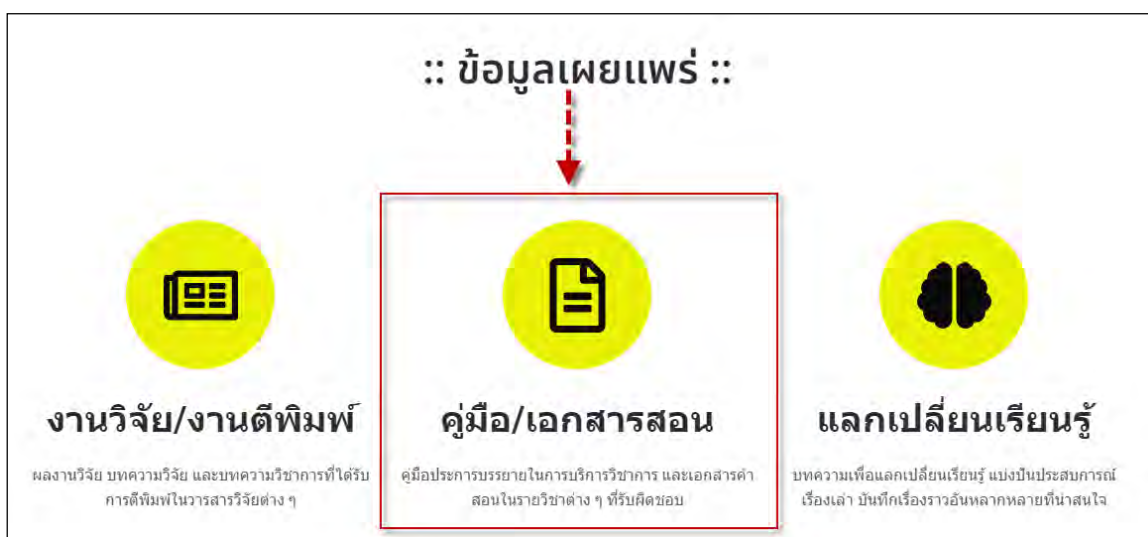 :: ข้อมูลเผยแพร่ ::
งานวิจัย/งานตีพิมพ์
ผลงานวิจัย บทความวิจัย และบทความวิชาการที่ได้รับ
การตีพิมพ์ในวารสารวิจัยต่าง ๆ
คู่มือ/เอกสารสอน
คู่มือประการบรรยายในการบริการวิชาการ และเอกสารคำ
สอนในรายวิชาต่าง ๆ ที่รับผิดชอบ
แลกเปลี่ยนเรียนรู้
บทความเพื่อแลกเปลี่ยนเรียนรู้ แบ่งปันประสบการณ์
เรื่องเล่า บันทึกเรื่องราวอันหลากหลายที่น่าสนใจ